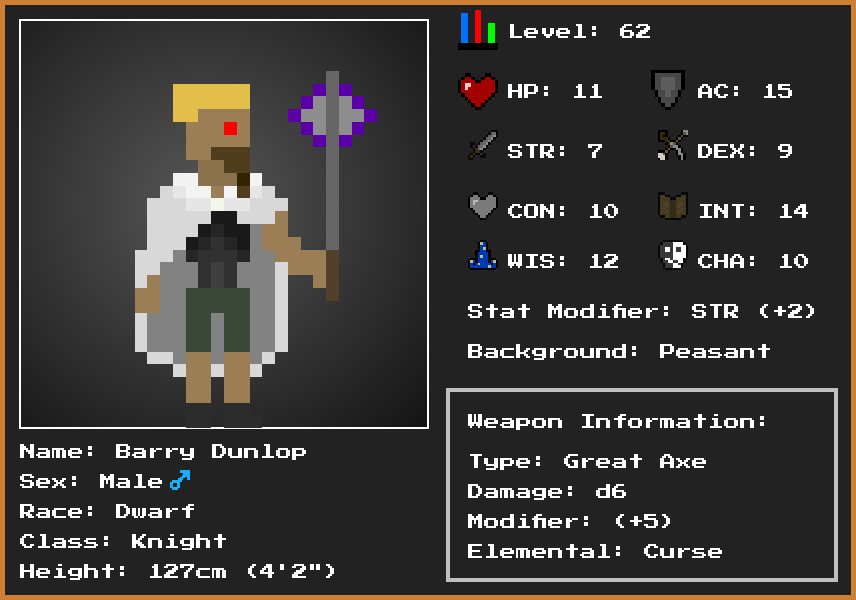 Level: 62
HP: 11
AC: 15
STR: 7
DEX: 9
CON: 10
INT: 14
WIS: 12
CHA: 10
Stat Modifier: STR (+2)
Background: Peasant
Weapon Information:
Type: Great Axe
Damage: d6
Modifier: (+5)
Elemental: Curse
Name: Barry Dunlop
Sex: Male♂
Race: Dwarf
Class: Knight
Height: 127cm (4'2")